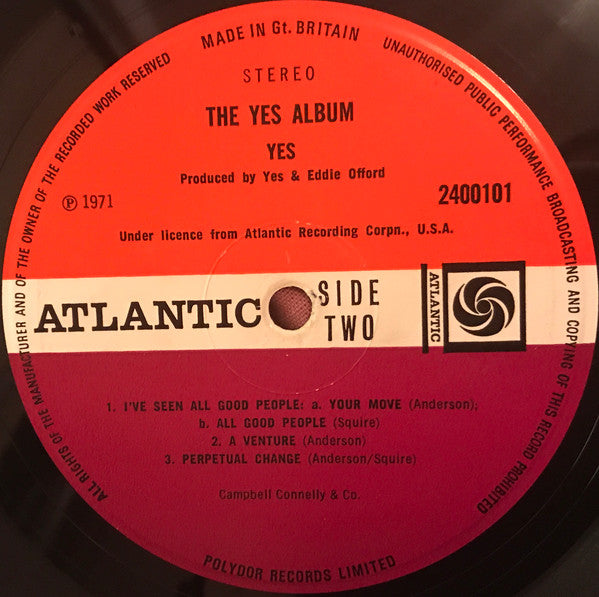 MADE IN Gt. BRITAIN
UNAUTHORISED PUBLIC PERFORMANCE BROADCASTING AND COPYING OF THIS RECORD PROHIBITED
ALL RIGHTS OF THE MANUFACTURER AND OF THE OWNER OF THE RECORDED WORK RESERVED
STEREO
THE YES ALBUM
YES
Produced by Yes & Eddie Offord
Ⓟ 1971
2400101
Under licence from Atlantic Recording Corpn., U.S.A.
ATLANTIC
SIDE
TWO
ATLANTIC
1. I'VE SEEN ALL GOOD PEOPLE: a. YOUR MOVE (Anderson),
b. ALL GOOD PEOPLE (Squire)
2. A VENTURE (Anderson)
3. PERPETUAL CHANGE (Anderson/Squire)
Campbell Connelly & Co.
POLYDOR RECORDS LIMITED